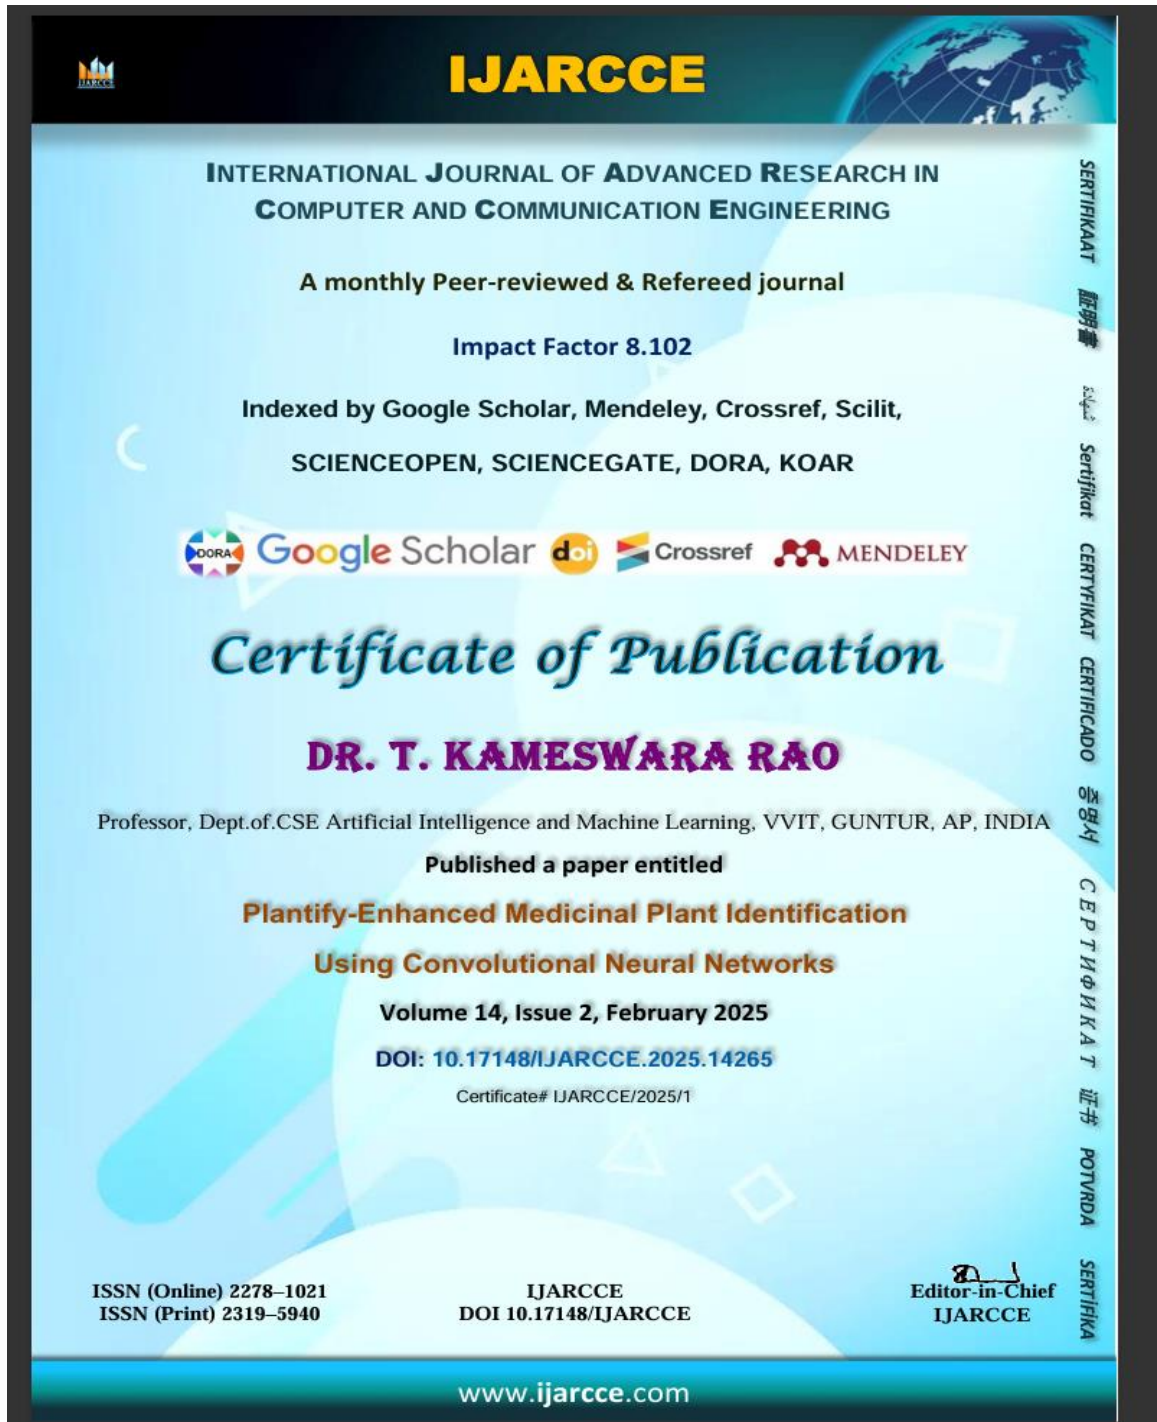 IJARCCE
IJARCCE
INTERNATIONAL JOURNAL OF ADVANCED RESEARCH IN
COMPUTER AND COMMUNICATION ENGINEERING
A monthly Peer-reviewed & Refereed journal
Impact Factor 8.102
Indexed by Google Scholar, Mendeley, Crossref, Scilit,
SCIENCEOPEN, SCIENCEGATE, DORA, KOAR
DORA Google Scholar doi Crossref MENDELEY
Certificate of Publication
DR. T. KAMESWARA RAO
Professor, Dept.of.CSE Artificial Intelligence and Machine Learning, VVIT, GUNTUR, AP, INDIA
Published a paper entitled
Plantify-Enhanced Medicinal Plant Identification
Using Convolutional Neural Networks
Volume 14, Issue 2, February 2025
DOI: 10.17148/IJARCCE.2025.14265
Certificate# IJARCCE/2025/1
ISSN (Online) 2278–1021
ISSN (Print) 2319–5940
IJARCCE
DOI 10.17148/IJARCCE
Editor-in-Chief
IJARCCE
www.ijarcce.com
SERTIFIKAAT 証明書 شهادة Sertifikat CERTYFIKAT CERTIFICADO 증명서 СЕРТИФИКАТ 证书 POTVRDA SERTİFİKA